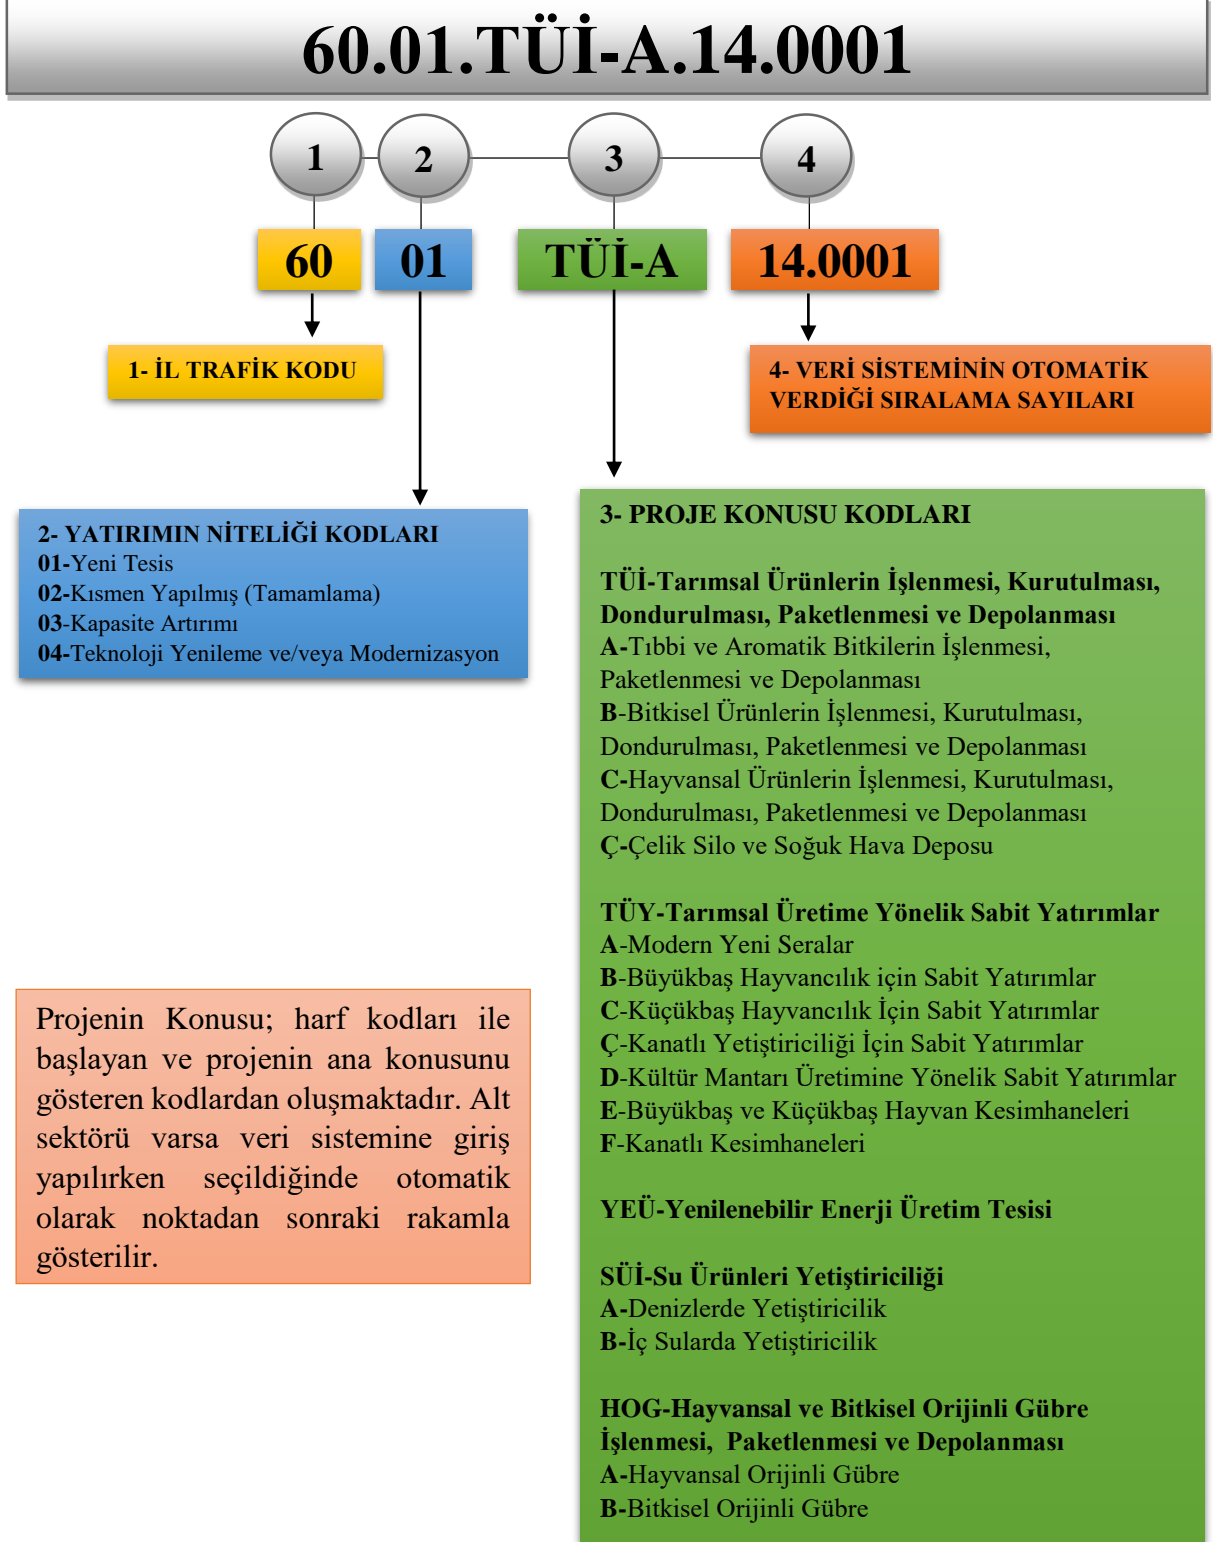 60.01.TÜİ-A.14.0001
1 2 3 4
60 01 TÜİ-A 14.0001
1- İL TRAFİK KODU
4- VERİ SİSTEMİNİN OTOMATİK
VERDİĞİ SIRALAMA SAYILARI
2- YATIRIMIN NİTELİĞİ KODLARI
01-Yeni Tesis
02-Kısmen Yapılmış (Tamamlama)
03-Kapasite Artırımı
04-Teknoloji Yenileme ve/veya Modernizasyon
3- PROJE KONUSU KODLARI
TÜİ-Tarımsal Ürünlerin İşlenmesi, Kurutulması,
Dondurulması, Paketlenmesi ve Depolanması
A-Tıbbi ve Aromatik Bitkilerin İşlenmesi,
Paketlenmesi ve Depolanması
B-Bitkisel Ürünlerin İşlenmesi, Kurutulması,
Dondurulması, Paketlenmesi ve Depolanması
C-Hayvansal Ürünlerin İşlenmesi, Kurutulması,
Dondurulması, Paketlenmesi ve Depolanması
Ç-Çelik Silo ve Soğuk Hava Deposu
TÜY-Tarımsal Üretime Yönelik Sabit Yatırımlar
A-Modern Yeni Seralar
B-Büyükbaş Hayvancılık için Sabit Yatırımlar
C-Küçükbaş Hayvancılık İçin Sabit Yatırımlar
Ç-Kanatlı Yetiştiriciliği İçin Sabit Yatırımlar
D-Kültür Mantarı Üretimine Yönelik Sabit Yatırımlar
E-Büyükbaş ve Küçükbaş Hayvan Kesimhaneleri
F-Kanatlı Kesimhaneleri
YEÜ-Yenilenebilir Enerji Üretim Tesisi
SÜİ-Su Ürünleri Yetiştiriciliği
A-Denizlerde Yetiştiricilik
B-İç Sularda Yetiştiricilik
HOG-Hayvansal ve Bitkisel Orijinli Gübre
İşlenmesi, Paketlenmesi ve Depolanması
A-Hayvansal Orijinli Gübre
B-Bitkisel Orijinli Gübre
Projenin Konusu; harf kodları ile
başlayan ve projenin ana konusunu
gösteren kodlardan oluşmaktadır. Alt
sektörü varsa veri sistemine giriş
yapılırken seçildiğinde otomatik
olarak noktadan sonraki rakamla
gösterilir.